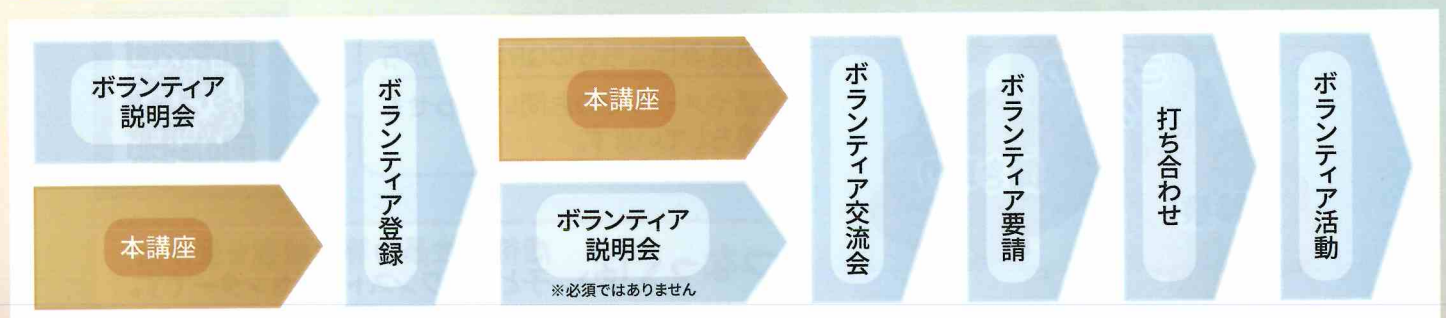 ボランティア
説明会
本講座
ボランティア登録
本講座
ボランティア
説明会
※必須ではありません
ボランティア交流会
ボランティア要請
打ち合わせ
ボランティア活動